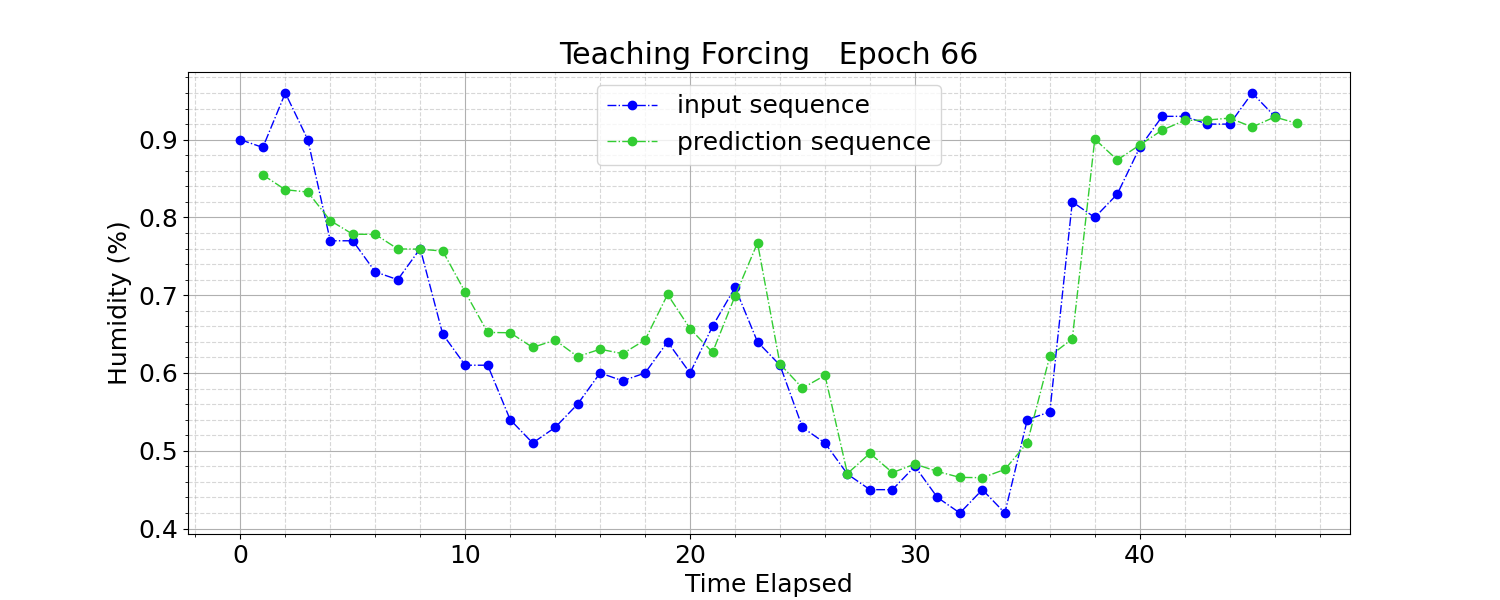 Teaching Forcing   Epoch 66
input sequence
prediction sequence
Humidity (%)
0.9
0.8
0.7
0.6
0.5
0.4
0 10 20 30 40
Time Elapsed